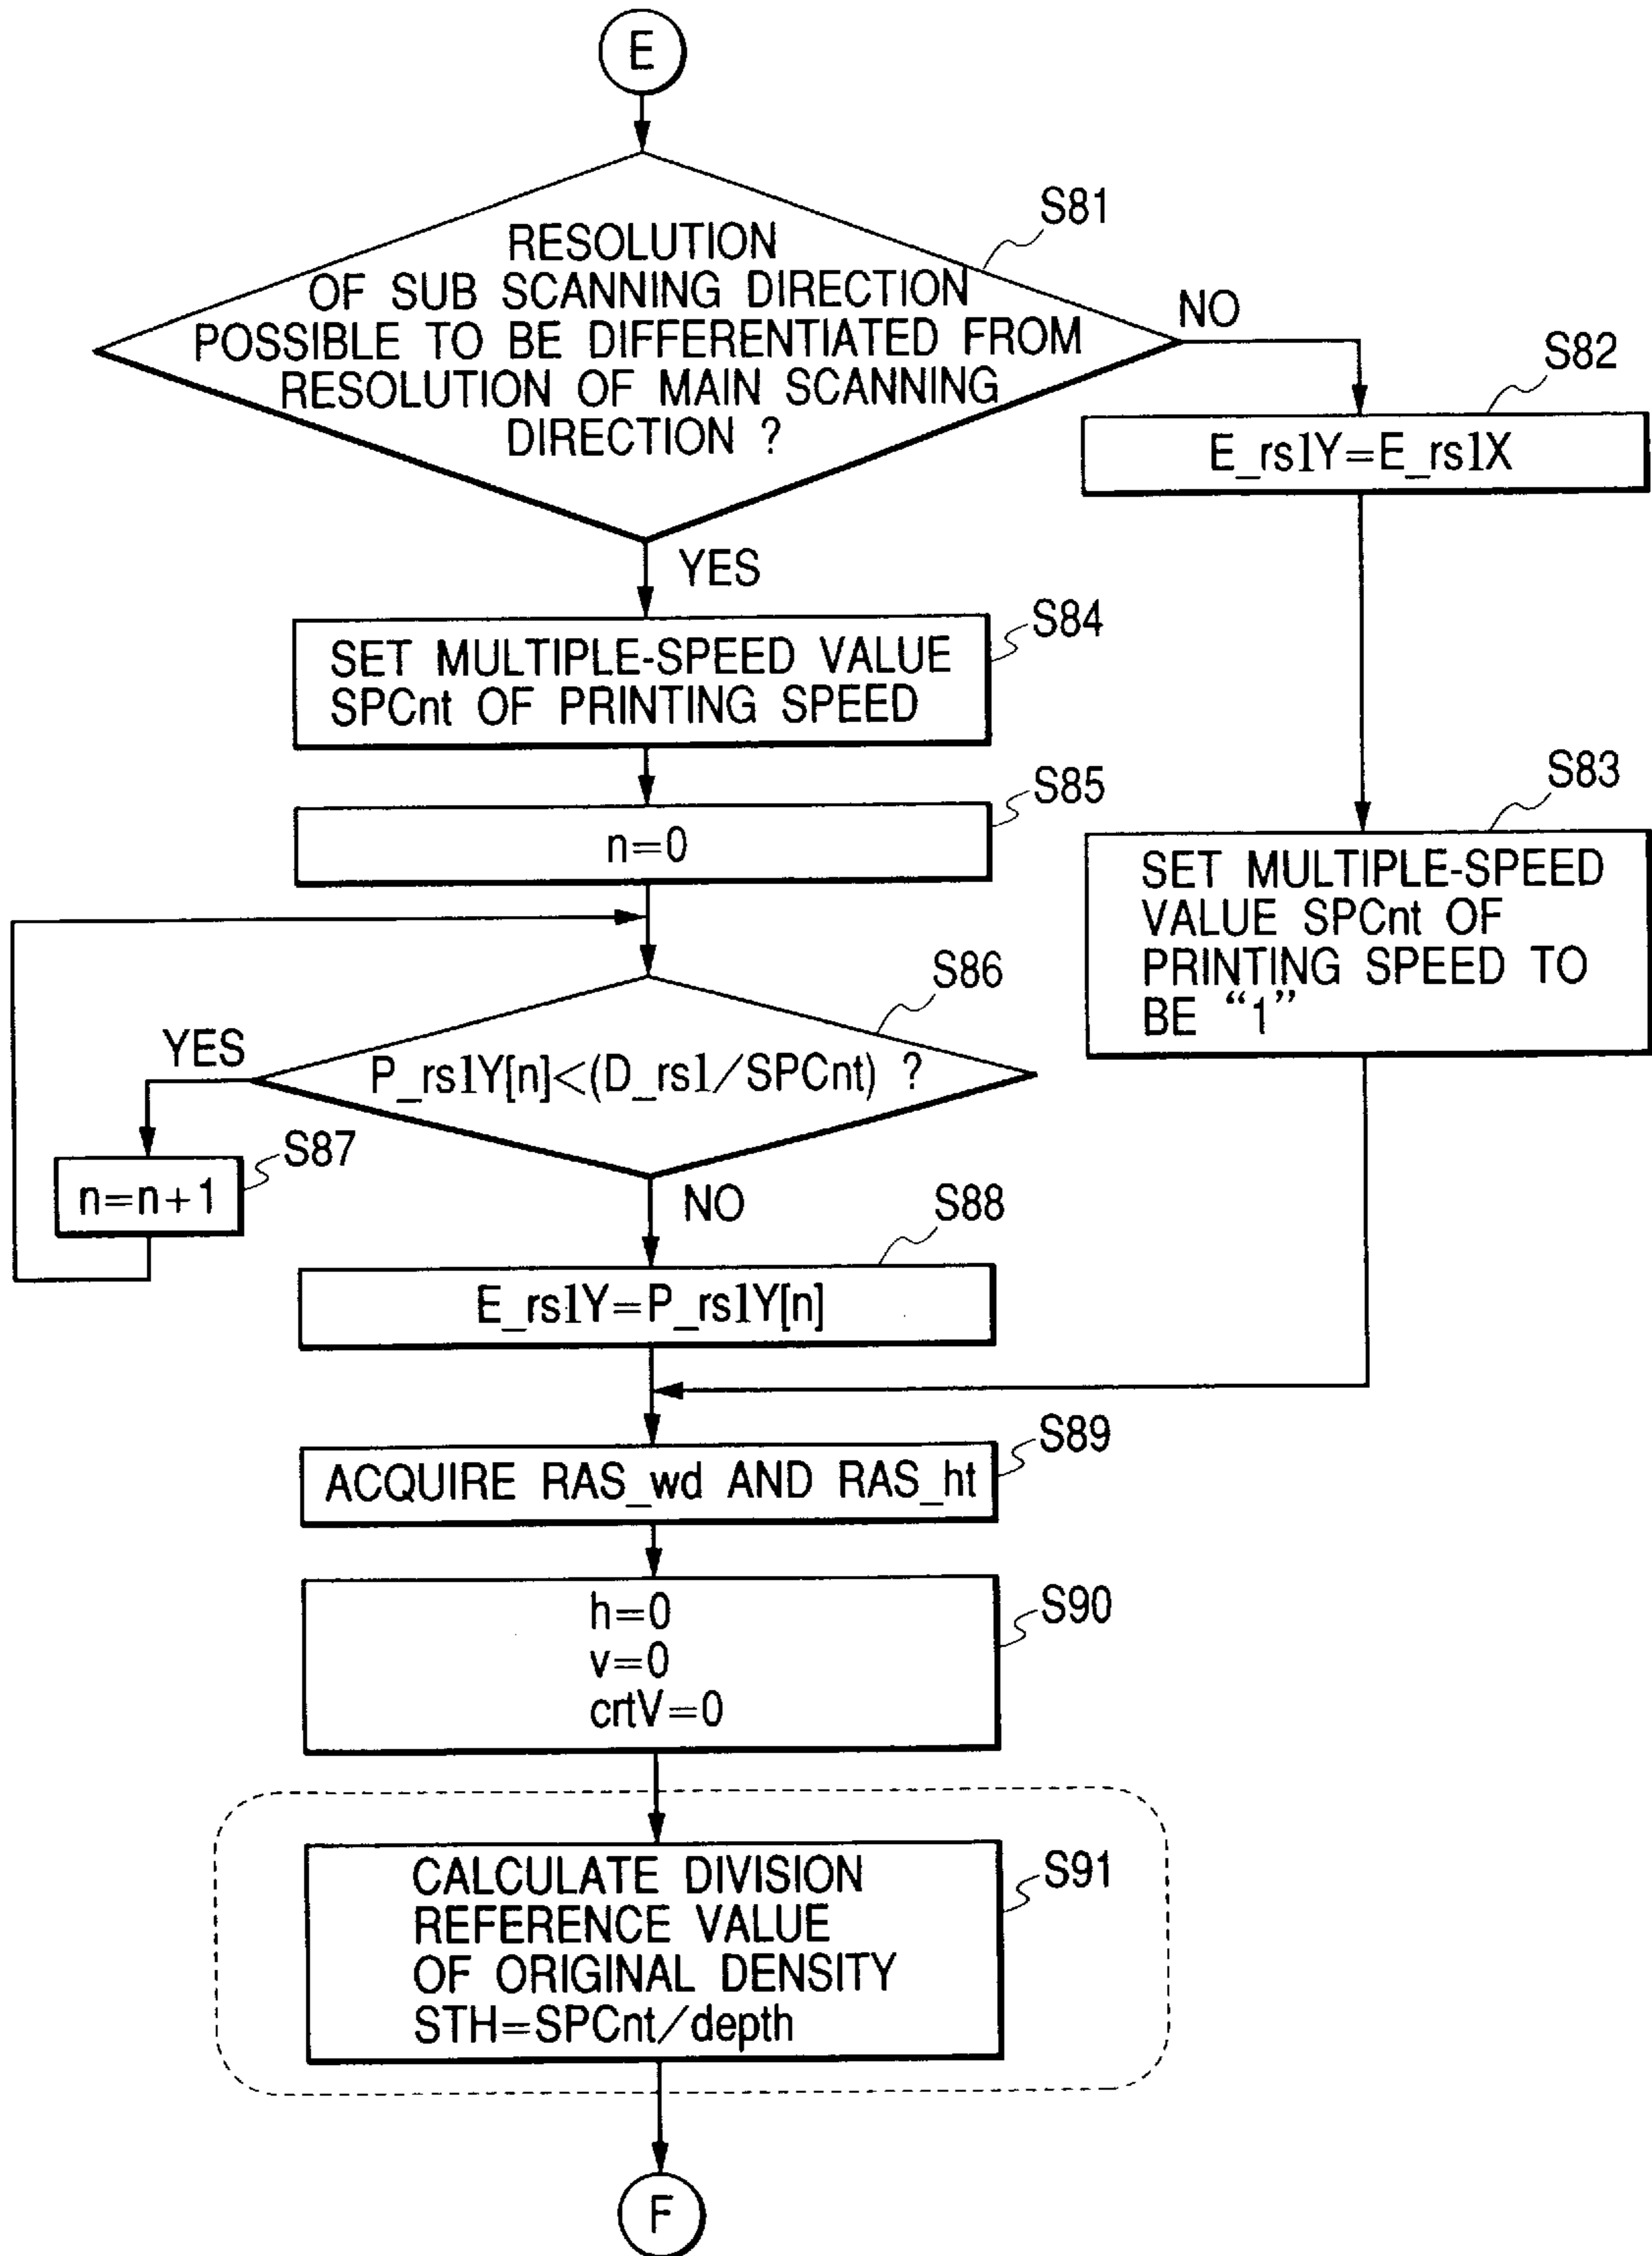 E
RESOLUTION
OF SUB SCANNING DIRECTION
POSSIBLE TO BE DIFFERENTIATED FROM
RESOLUTION OF MAIN SCANNING
DIRECTION ?
S81
NO
S82
E_rs1Y=E_rs1X
YES
S84
SET MULTIPLE-SPEED VALUE
SPCnt OF PRINTING SPEED
S85
n=0
S83
SET MULTIPLE-SPEED
VALUE SPCnt OF
PRINTING SPEED TO
BE “1”
S86
YES
P_rs1Y[n]<(D_rs1/SPCnt) ?
S87
n=n+1
NO
S88
E_rs1Y=P_rs1Y[n]
S89
ACQUIRE RAS_wd AND RAS_ht
S90
h=0
v=0
crtV=0
S91
CALCULATE DIVISION
REFERENCE VALUE
OF ORIGINAL DENSITY
STH=SPCnt/depth
F